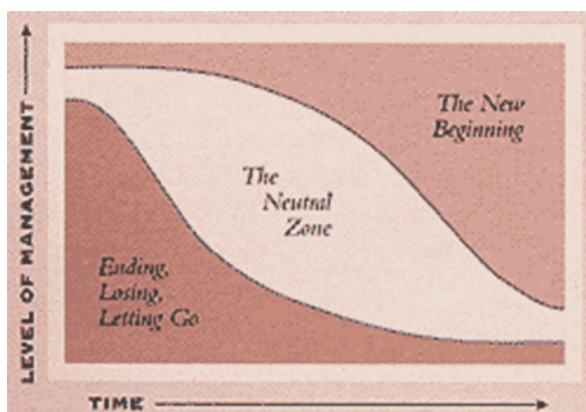 LEVEL OF MANAGEMENT
The New
Beginning
The
Neutral
Zone
Ending,
Losing,
Letting Go
TIME